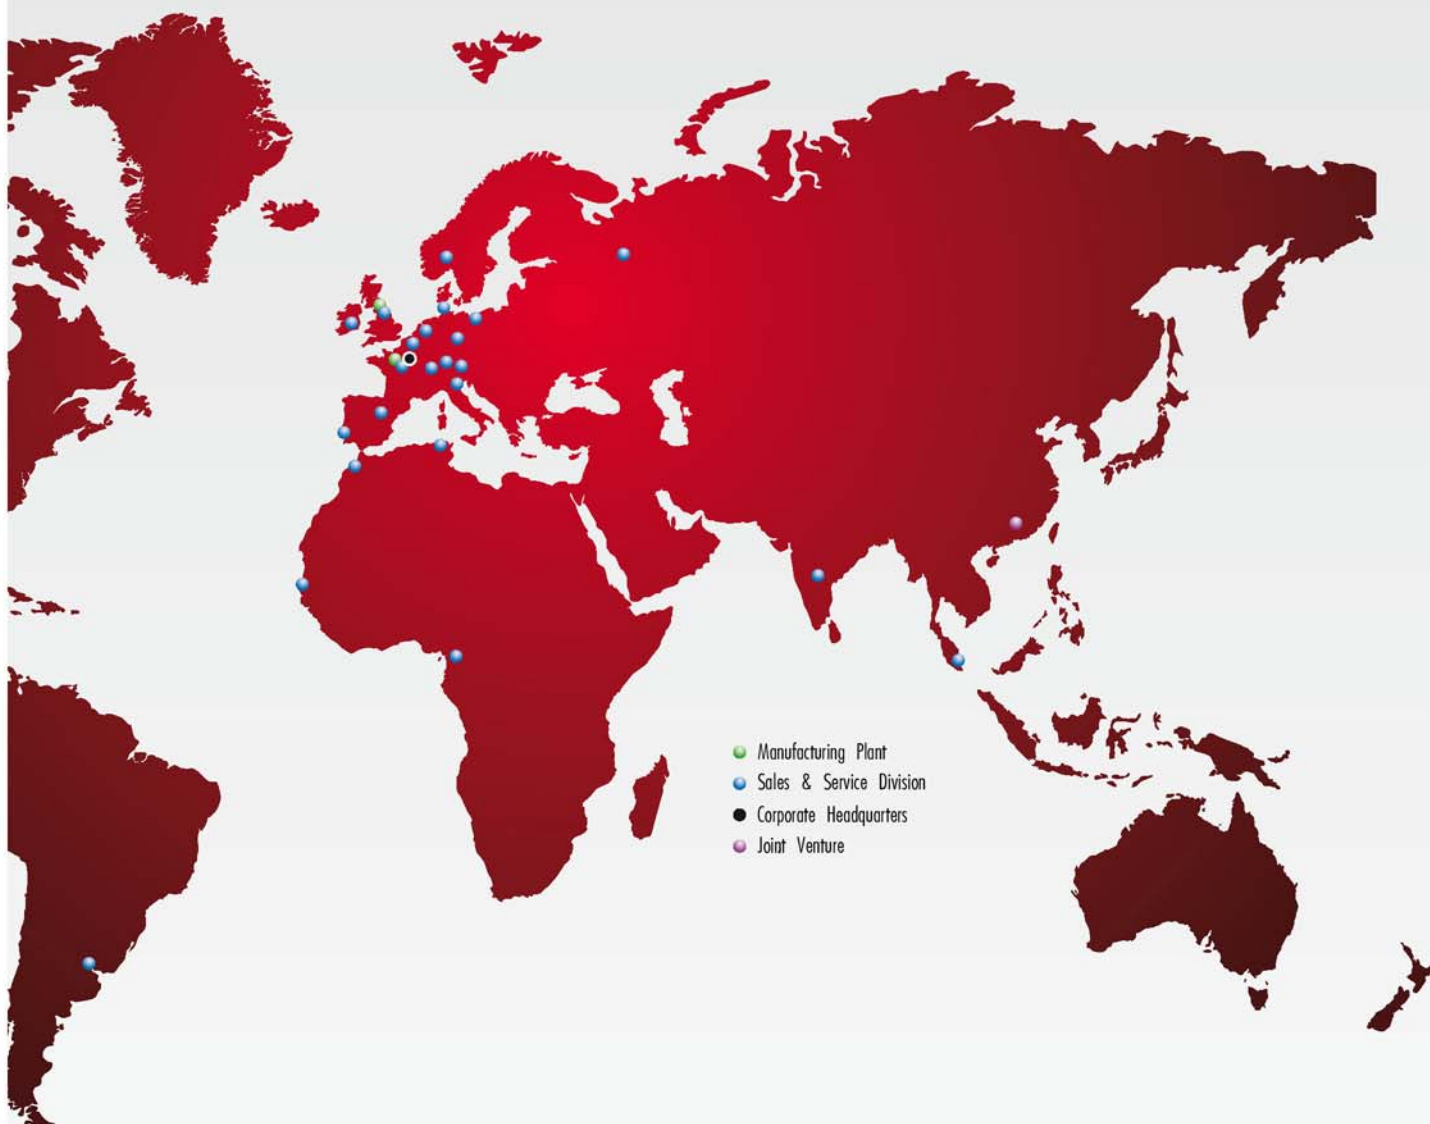 Manufacturing Plant
Sales & Service Division
Corporate Headquarters
Joint Venture